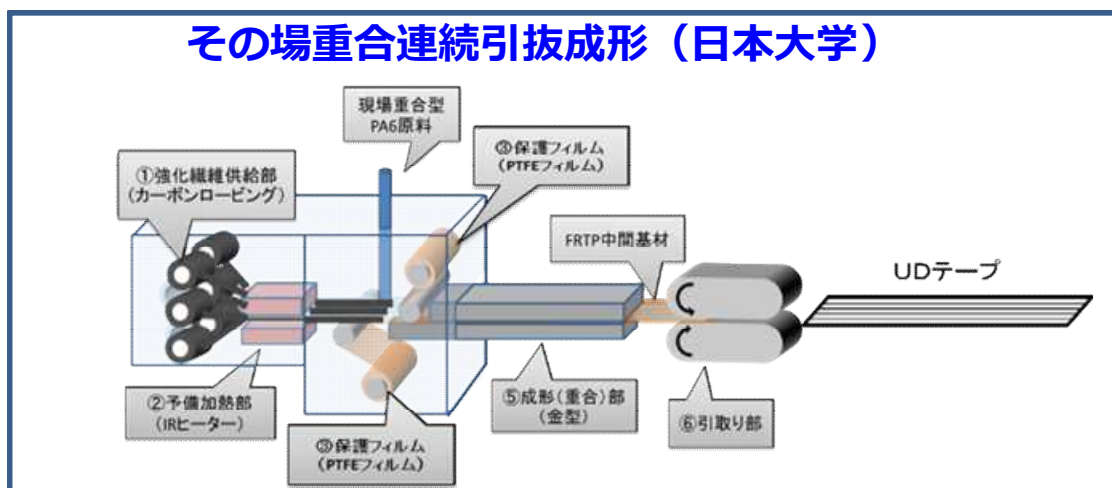 その場重合連続引抜成形（日本大学）
現場重合型
PA6原料
③保護フィルム
(PTFEフィルム)
①強化繊維供給部
(カーボンロービング)
FRTP中間基材
UDテープ
②予備加熱部
(IRヒーター)
③保護フィルム
(PTFEフィルム)
⑤成形(重合)部
(金型)
⑥引取り部